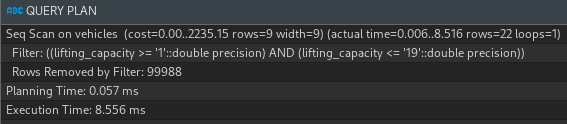 ABC QUERY PLAN
Seq Scan on vehicles (cost=0.00..2235.15 rows=9 width=9) (actual time=0.006..8.516 rows=22 loops=1)
Filter: ((lifting_capacity >= '1'::double precision) AND (lifting_capacity <= '19'::double precision))
Rows Removed by Filter: 99988
Planning Time: 0.057 ms
Execution Time: 8.556 ms